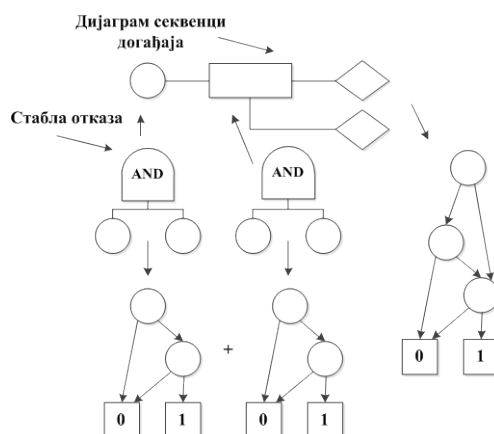 Дијаграм секвенци
догађаја
Стабла отказа
AND
AND
+
0
1
0
1
0
1